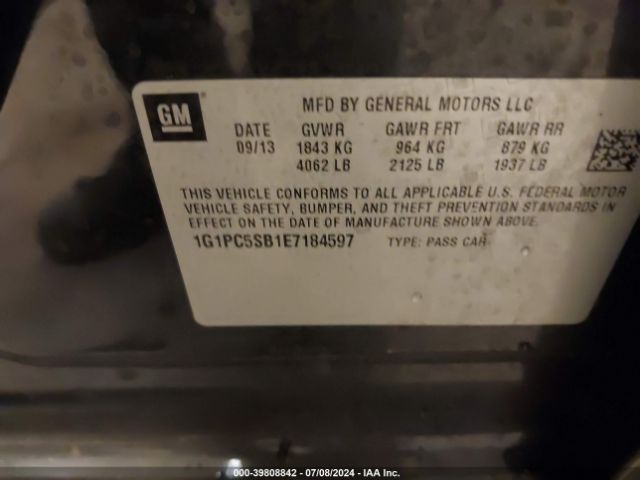 GM
MFD BY GENERAL MOTORS LLC
DATE GVWR GAWR FRT GAWR RR
09/13 1843 KG 964 KG 879 KG
4062 LB 2125 LB 1937 LB
THIS VEHICLE CONFORMS TO ALL APPLICABLE U.S. FEDERAL MOTOR
VEHICLE SAFETY, BUMPER, AND THEFT PREVENTION STANDARDS IN
EFFECT ON THE DATE OF MANUFACTURE SHOWN ABOVE.
1G1PC5SB1E7184597 TYPE: PASS CAR
000-39808842 / 07/08/2024 - IAA Inc.